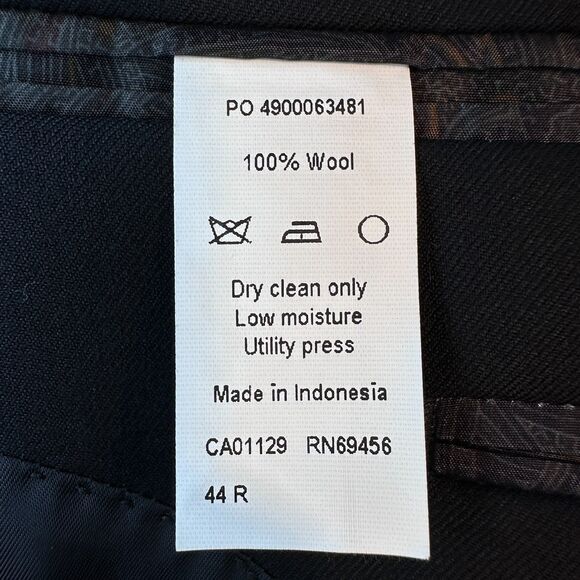 PO 4900063481
100% Wool
Dry clean only
Low moisture
Utility press
Made in Indonesia
CA01129 RN69456
44 R